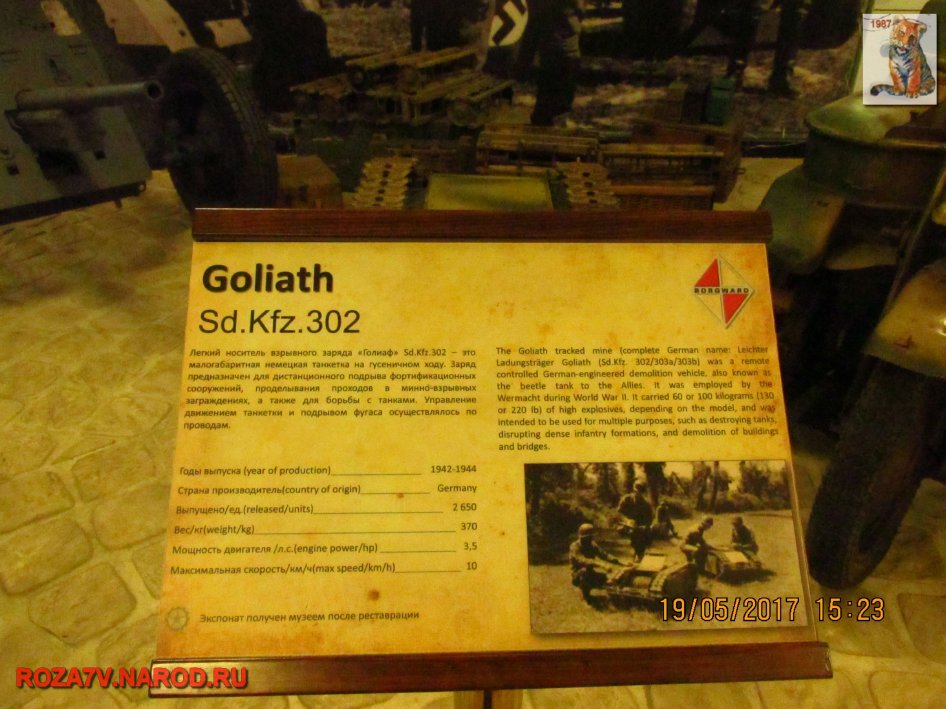 1987
Goliath
Sd.Kfz.302
BORGWARD
Легкий носитель взрывного заряда «Голиаф» Sd.Kfz.302 – это
малогабаритная немецкая танкетка на гусеничном ходу. Заряд
предназначен для дистанционного подрыва фортификационных
сооружений, проделывания проходов в минно-взрывных
заграждениях, а также для борьбы с танками. Управление
движением танкетки и подрывом фугаса осуществлялось по
проводам.
The Goliath tracked mine (complete German name: Leichter
Ladungsträger Goliath (Sd.Kfz. 302/303a/303b) was a remote
controlled German-engineered demolition vehicle, also known as
the beetle tank to the Allies. It was employed by the
Wermacht during World War II. It carried 60 or 100 kilograms (130
or 220 lb) of high explosives, depending on the model, and was
intended to be used for multiple purposes, such as destroying tanks,
disrupting dense infantry formations, and demolition of buildings
and bridges.
Годы выпуска (year of production)_______________ 1942-1944
Страна производитель(country of origin)___________ Germany
Выпущено/ед.(released/units)_____________________ 2 650
Вес/кг(weight/kg)__________________________________ 370
Мощность двигателя /л.с.(engine power/hp)____________ 3,5
Максимальная скорость/км/ч(max speed/km/h)___________ 10
Экспонат получен музеем после реставрации
19/05/2017 15:23
ROZA7V.NAROD.RU